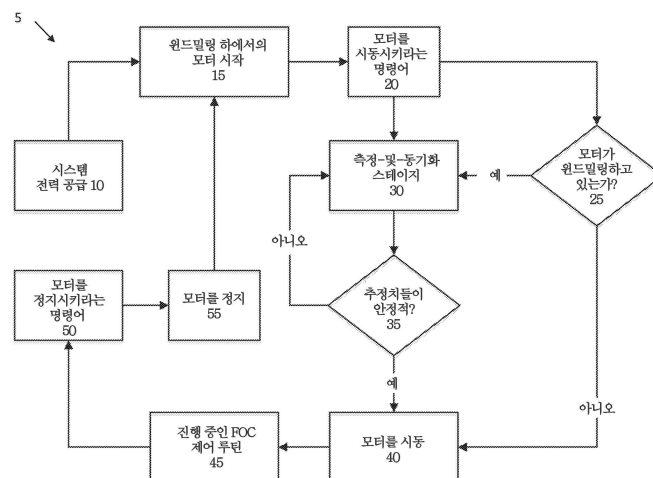 5
윈드밀링 하에서의
모터 시작
15
모터를
시동시키라는
명령어
20
시스템
전력 공급 10
측정-및-동기화
스테이지
30
예
모터가
윈드밀링하고
있는가?
25
아니오
모터를
정지시키라는
명령어
50
모터를 정지
55
추정치들이
안정적?
35
예
아니오
진행 중인 FOC
제어 루틴
45
모터를 시동
40